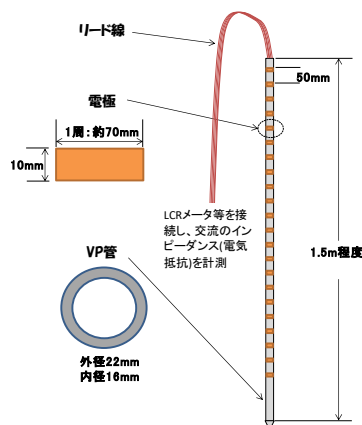 リード線
50mm
電極
1周：約70mm
10mm
LCRメータ等を接
続し、交流のイン
ピーダンス(電気
抵抗)を計測
VP管
1.5m程度
外径22mm
内径16mm